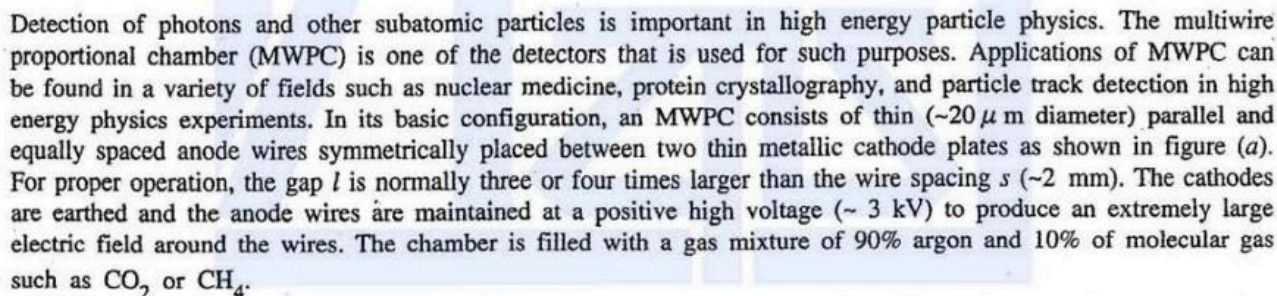 Detection of photons and other subatomic particles is important in high energy particle physics. The multiwire
proportional chamber (MWPC) is one of the detectors that is used for such purposes. Applications of MWPC can
be found in a variety of fields such as nuclear medicine, protein crystallography, and particle track detection in high
energy physics experiments. In its basic configuration, an MWPC consists of thin (~20 μ m diameter) parallel and
equally spaced anode wires symmetrically placed between two thin metallic cathode plates as shown in figure (a).
For proper operation, the gap l is normally three or four times larger than the wire spacing s (~2 mm). The cathodes
are earthed and the anode wires are maintained at a positive high voltage (~ 3 kV) to produce an extremely large
electric field around the wires. The chamber is filled with a gas mixture of 90% argon and 10% of molecular gas
such as CO₂ or CH₄.